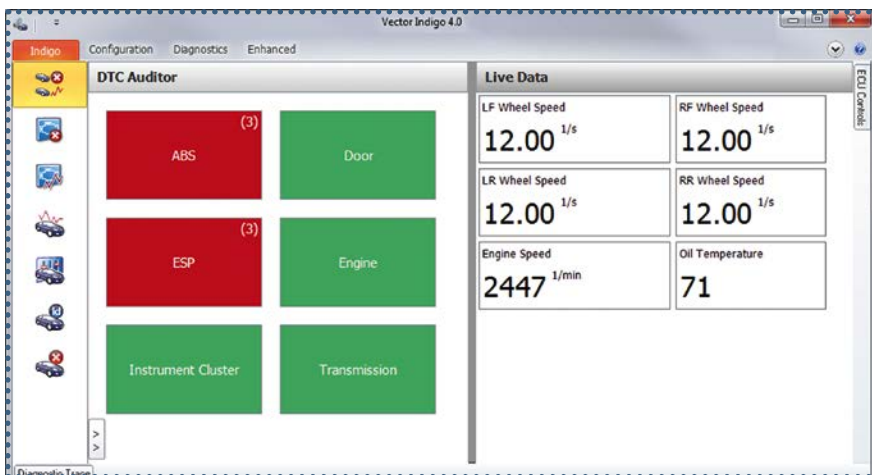 Vector Indigo 4.0
Indigo Configuration Diagnostics Enhanced
DTC Auditor
(3)
ABS
Door
(3)
ESP
Engine
Instrument Cluster
Transmission
>
>
Live Data
LF Wheel Speed
12.00 1/s
RF Wheel Speed
12.00 1/s
LR Wheel Speed
12.00 1/s
RR Wheel Speed
12.00 1/s
Engine Speed
2447 1/min
Oil Temperature
71
ECU Controls
Diagnostic Trace